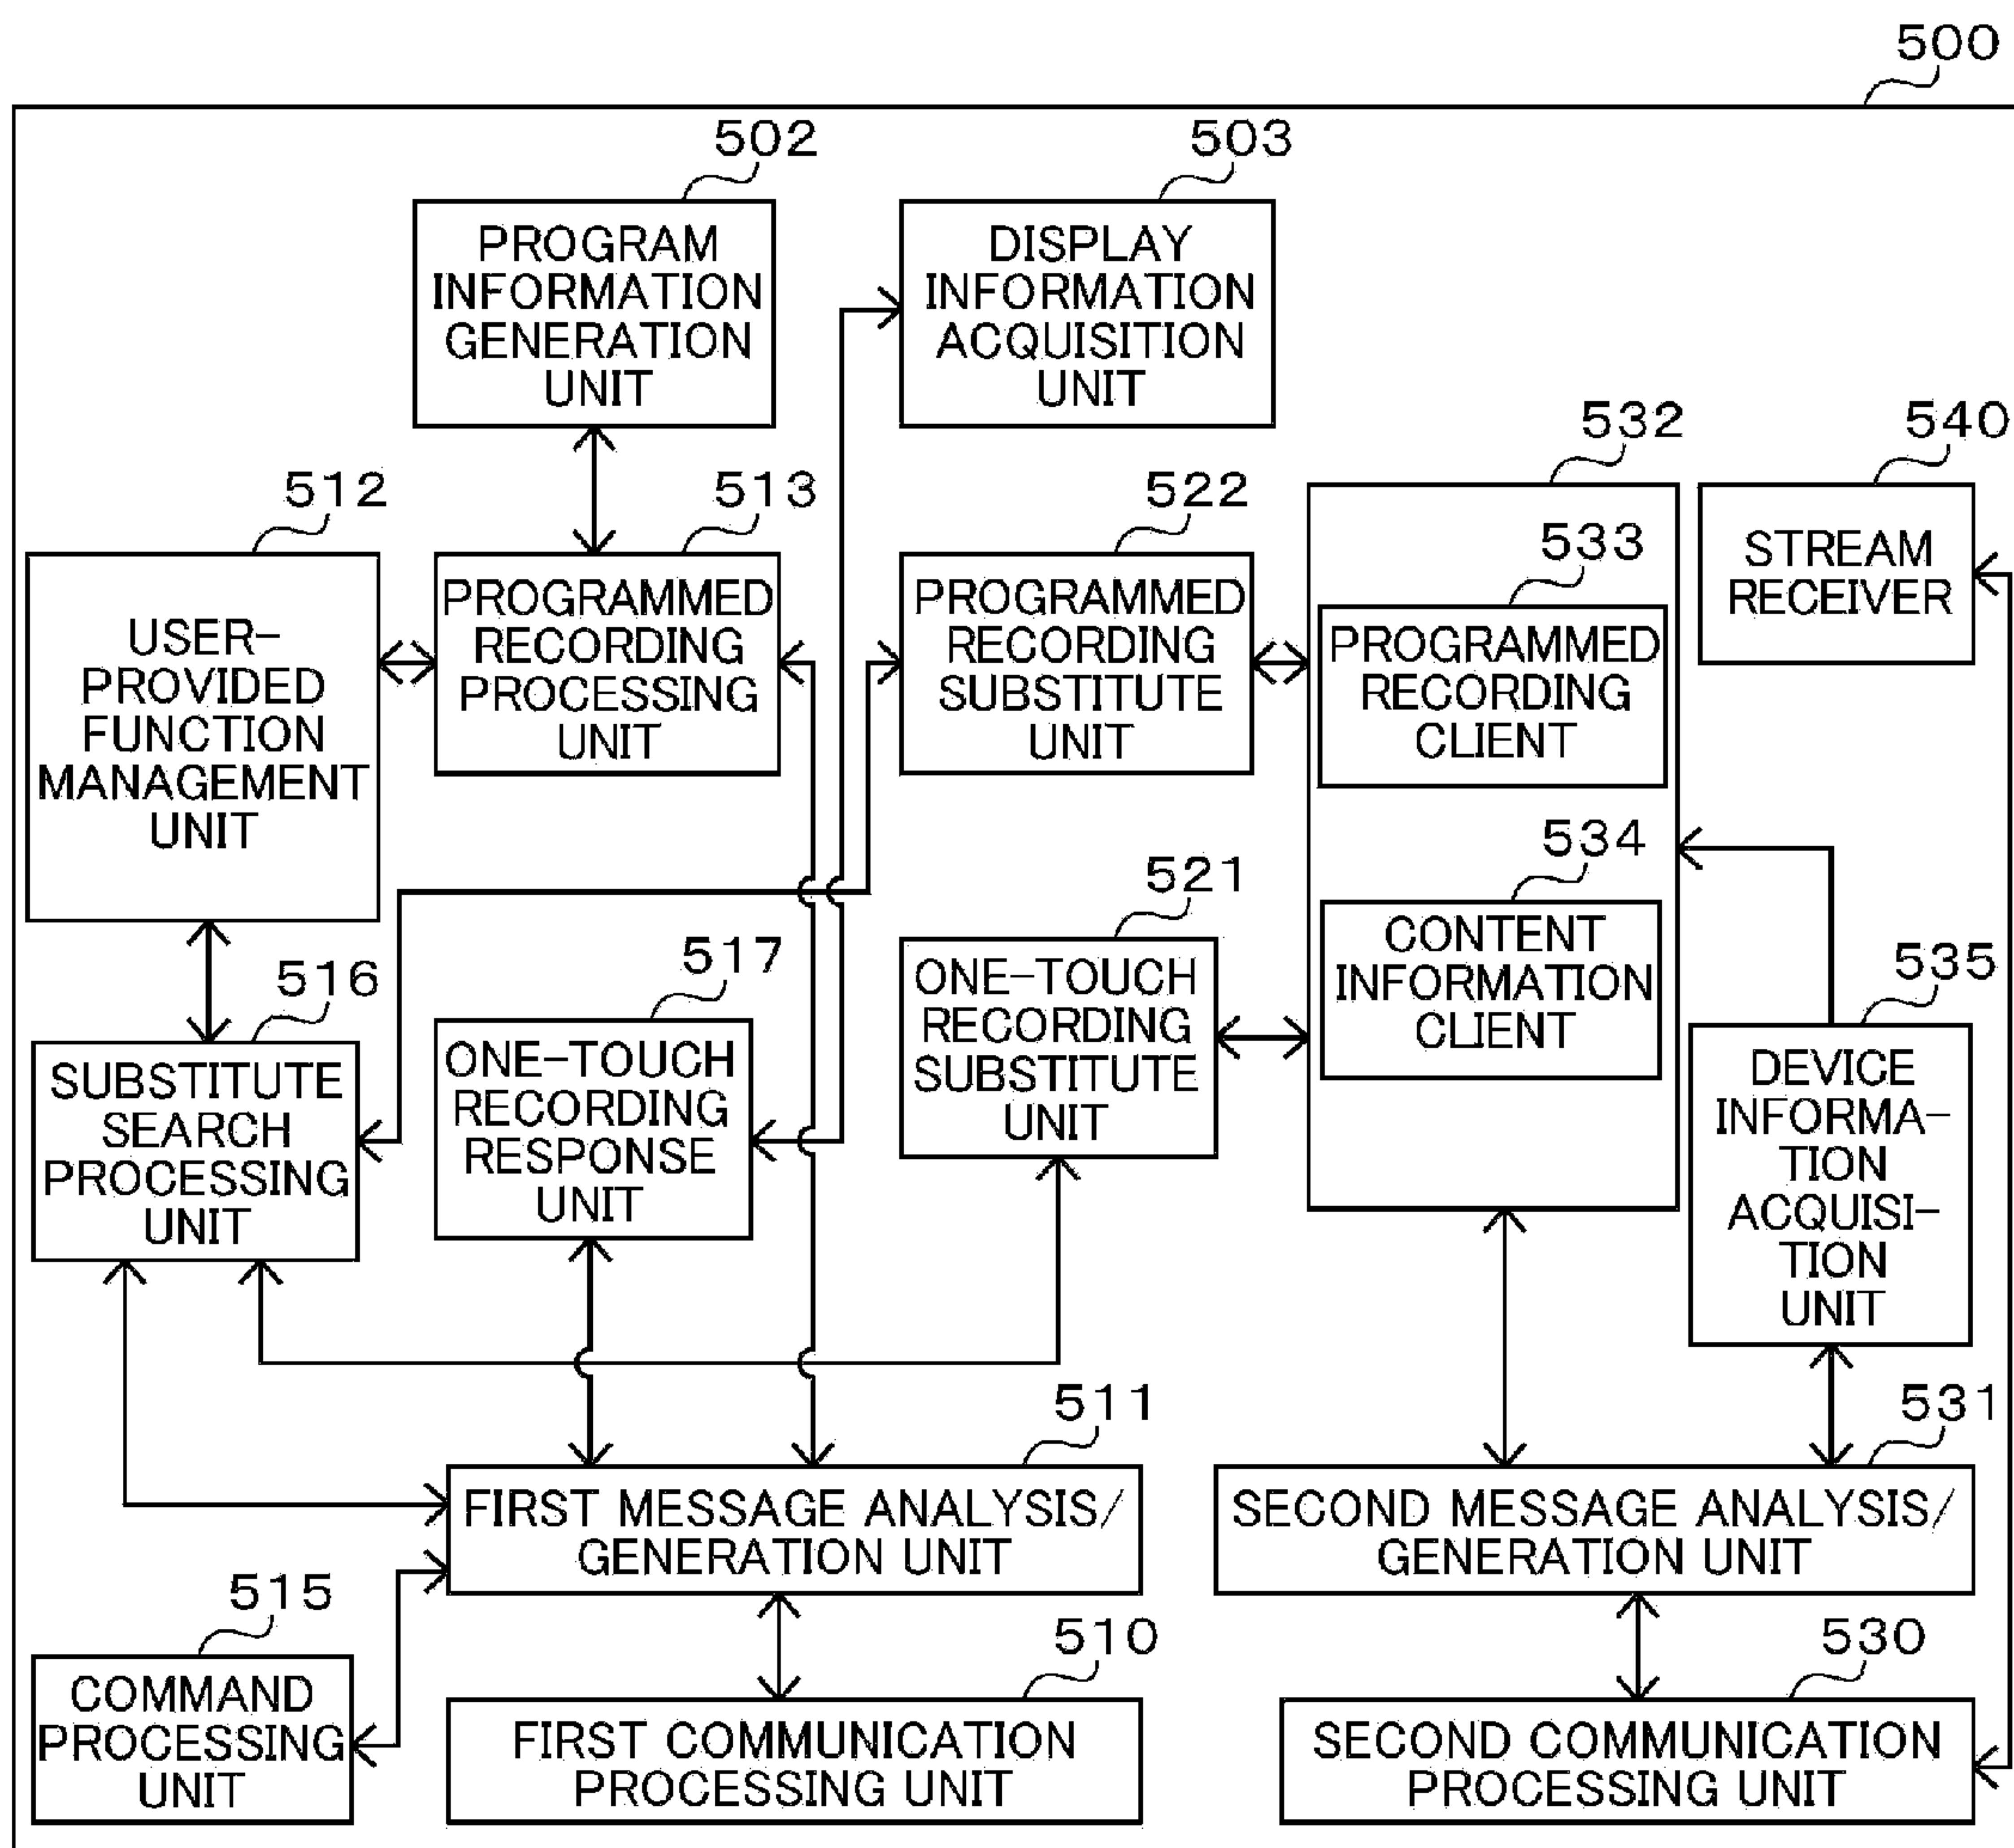 500
502
PROGRAM
INFORMATION
GENERATION
UNIT
503
DISPLAY
INFORMATION
ACQUISITION
UNIT
512
USER-
PROVIDED
FUNCTION
MANAGEMENT
UNIT
513
PROGRAMMED
RECORDING
PROCESSING
UNIT
522
PROGRAMMED
RECORDING
SUBSTITUTE
UNIT
532
533
PROGRAMMED
RECORDING
CLIENT
534
CONTENT
INFORMATION
CLIENT
540
STREAM
RECEIVER
516
SUBSTITUTE
SEARCH
PROCESSING
UNIT
517
ONE-TOUCH
RECORDING
RESPONSE
UNIT
521
ONE-TOUCH
RECORDING
SUBSTITUTE
UNIT
535
DEVICE
INFORMA-
TION
ACQUISI-
TION
UNIT
511
FIRST MESSAGE ANALYSIS/
GENERATION UNIT
531
SECOND MESSAGE ANALYSIS/
GENERATION UNIT
515
COMMAND
PROCESSING
UNIT
510
FIRST COMMUNICATION
PROCESSING UNIT
530
SECOND COMMUNICATION
PROCESSING UNIT